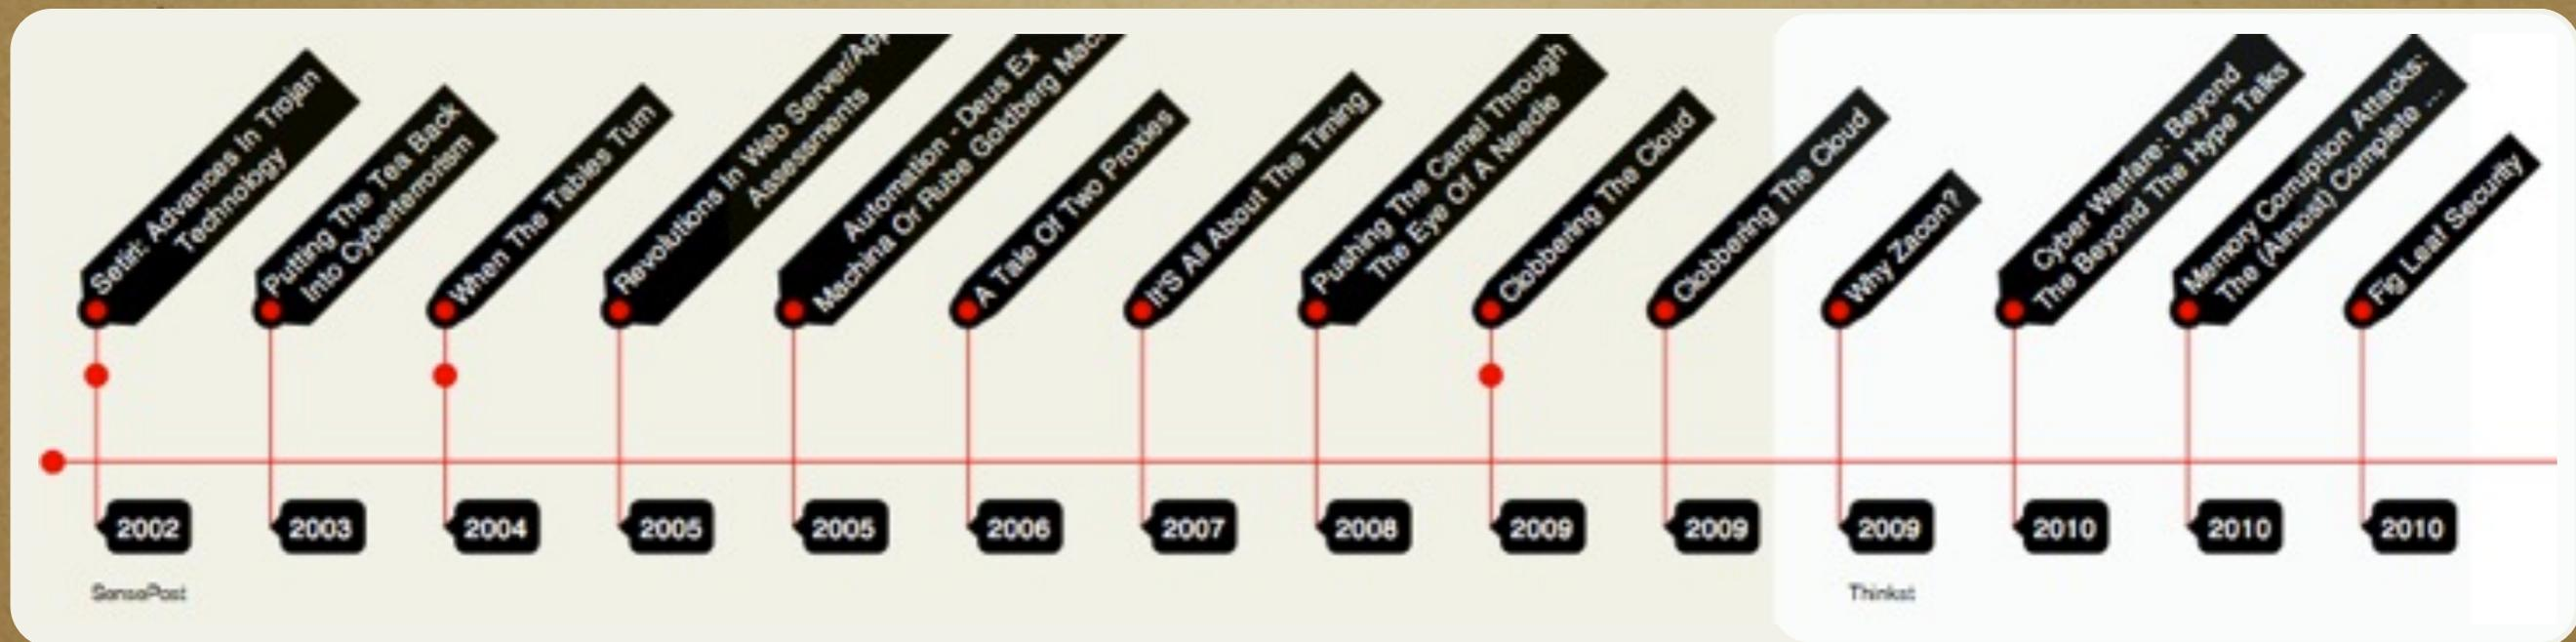 Setiri: Advances In Trojan
Technology
Putting The Tea Back
Into Cyberterrorism
When The Tables Turn
Revolutions In Web Server/App
Assessments
Automation - Deus Ex
Machina Or Rube Goldberg
A Tale Of Two Proxies
It'S All About The Timing
Pushing The Camel Through
The Eye Of A Needle
Clobbering The Cloud
Clobbering The Cloud
Why Zacon?
Cyber Warfare: Beyond
The Beyond The Hype Talks
Memory Corruption Attacks:
The (Almost) Complete ...
Fig Leaf Security
2002
2003
2004
2005
2005
2006
2007
2008
2009
2009
2009
2010
2010
2010
SensePost
Thinkst